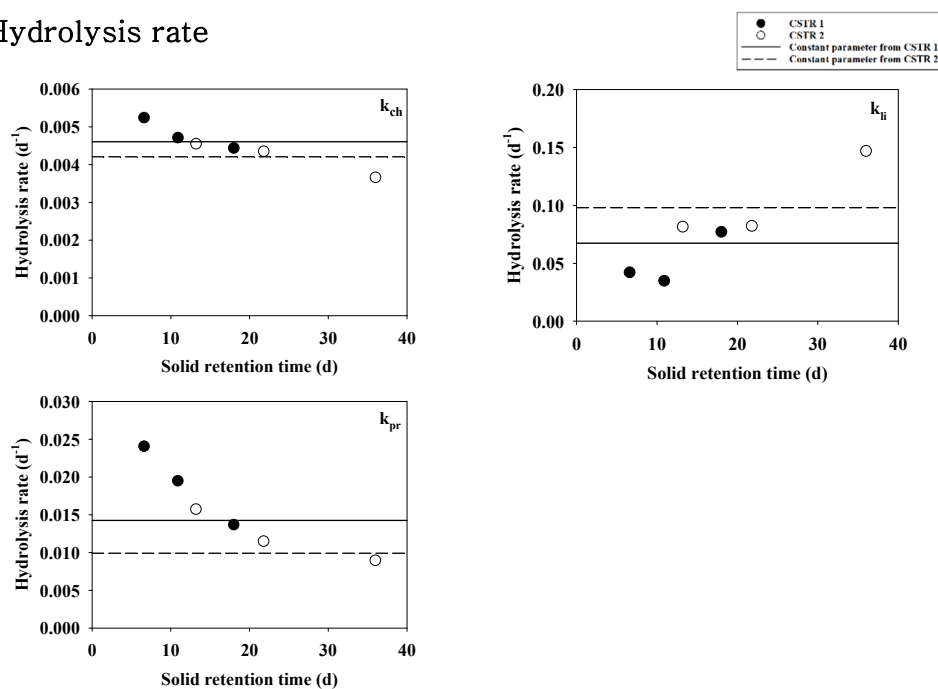 Hydrolysis rate
CSTR 1
CSTR 2
Constant parameter from CSTR 1
Constant parameter from CSTR 2
0.006
0.005
0.004
0.003
0.002
0.001
0.000
Hydrolysis rate (d⁻¹)
k_ch
0 10 20 30 40
Solid retention time (d)
0.20
0.15
0.10
0.05
0.00
Hydrolysis rate (d⁻¹)
k_li
0 10 20 30 40
Solid retention time (d)
0.030
0.025
0.020
0.015
0.010
0.005
0.000
Hydrolysis rate (d⁻¹)
k_pr
0 10 20 30 40
Solid retention time (d)